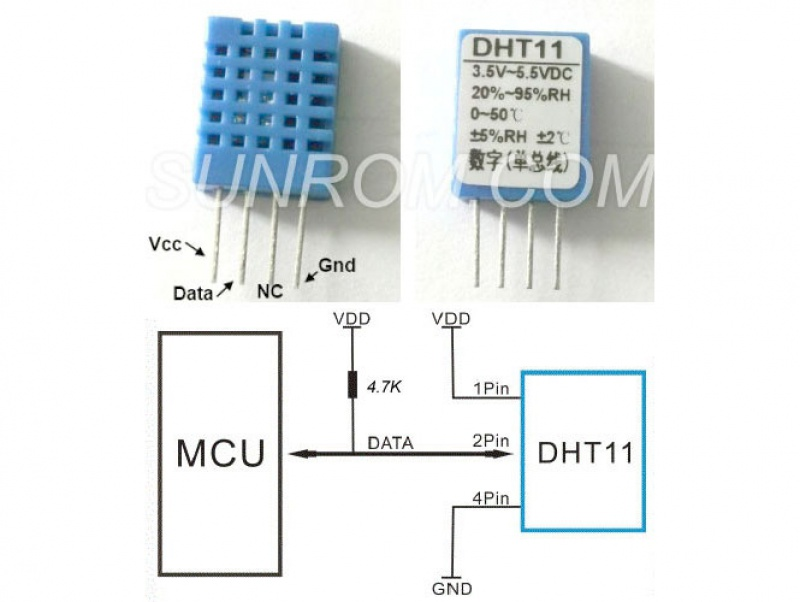 DHT11
3.5V~5.5VDC
20%~95%RH
0~50℃
±5%RH ±2℃
数字(单总线)
SUNROM.COM
Vcc
Data
NC
Gnd
VDD
VDD
4.7K
1Pin
MCU
DATA
2Pin
DHT11
4Pin
GND